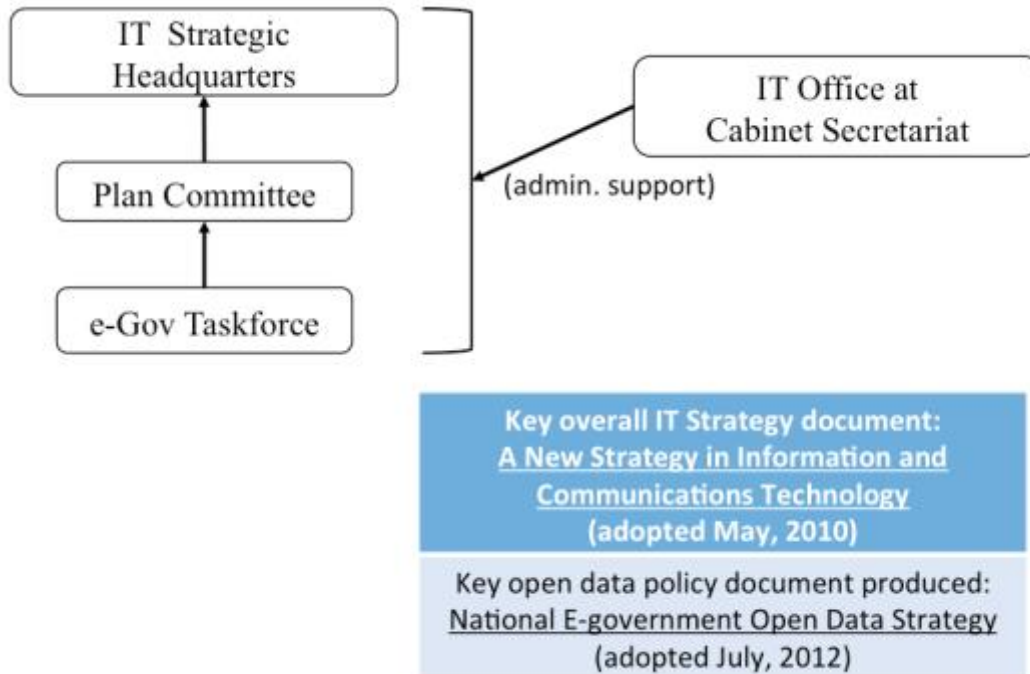 IT Strategic
Headquarters
IT Office at
Cabinet Secretariat
(admin. support)
Plan Committee
e-Gov Taskforce
Key overall IT Strategy document:
A New Strategy in Information and
Communications Technology
(adopted May, 2010)
Key open data policy document produced:
National E-government Open Data Strategy
(adopted July, 2012)